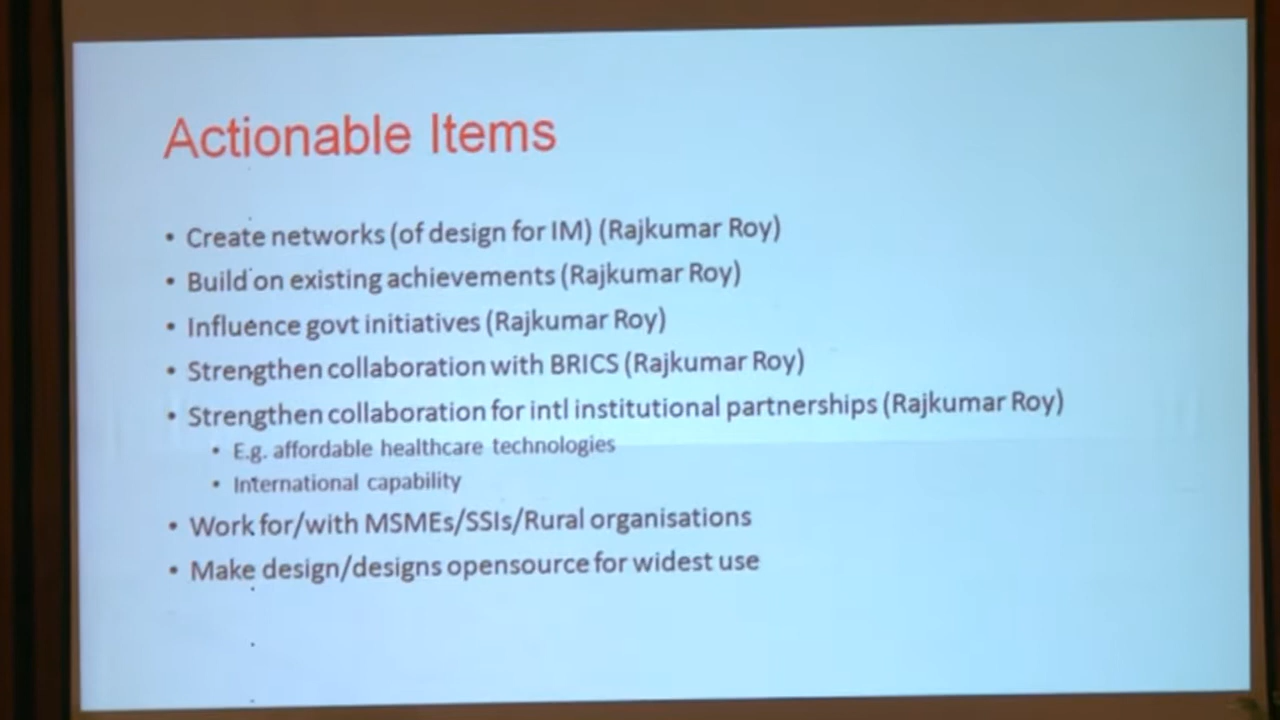 Actionable Items
• Create networks (of design for IM) (Rajkumar Roy)
• Build on existing achievements (Rajkumar Roy)
• Influence govt initiatives (Rajkumar Roy)
• Strengthen collaboration with BRICS (Rajkumar Roy)
• Strengthen collaboration for intl institutional partnerships (Rajkumar Roy)
• E.g. affordable healthcare technologies
• International capability
• Work for/with MSMEs/SSIs/Rural organisations
• Make design/designs opensource for widest use